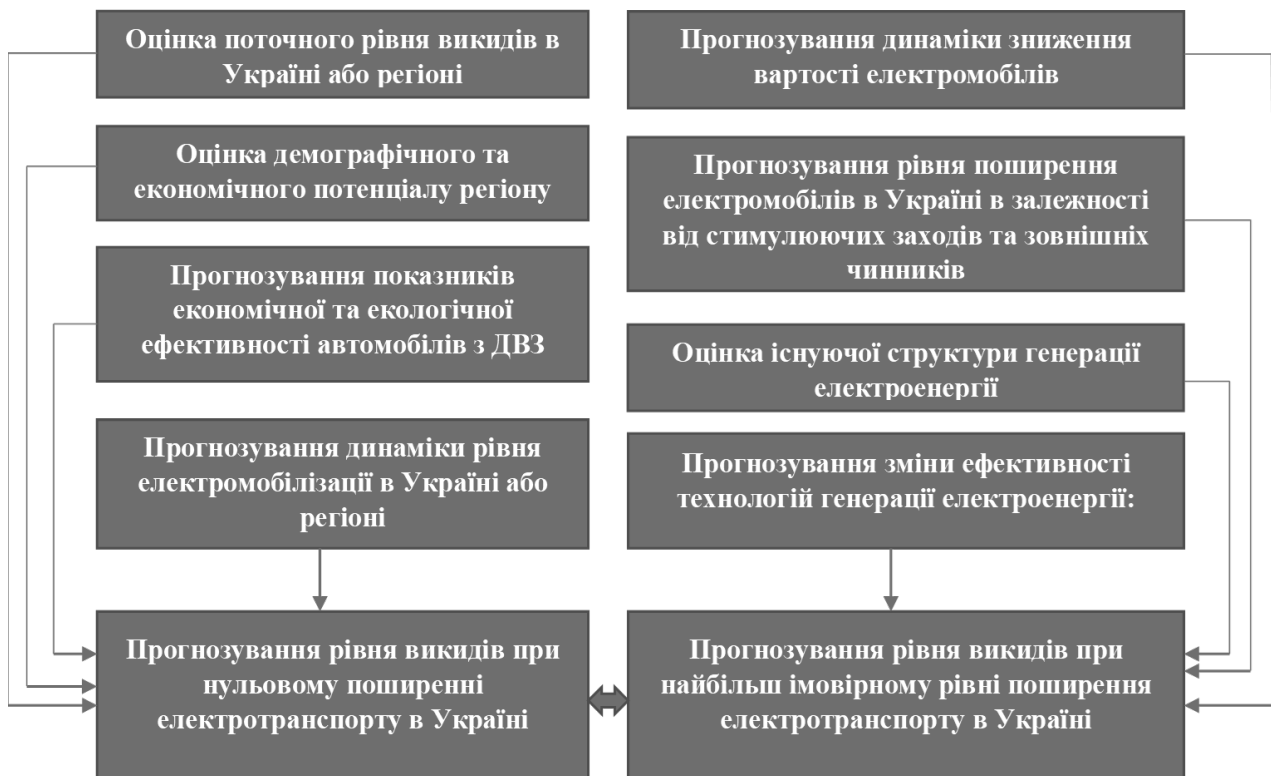 Оцінка поточного рівня викидів в
Україні або регіоні
Оцінка демографічного та
економічного потенціалу регіону
Прогнозування показників
економічної та екологічної
ефективності автомобілів з ДВЗ
Прогнозування динаміки рівня
електромобілізації в Україні або
регіоні
Прогнозування рівня викидів при
нульовому поширенні
електротранспорту в Україні
Прогнозування динаміки зниження
вартості електромобілів
Прогнозування рівня поширення
електромобілів в Україні в залежності
від стимулюючих заходів та зовнішніх
чинників
Оцінка існуючої структури генерації
електроенергії
Прогнозування зміни ефективності
технологій генерації електроенергії:
Прогнозування рівня викидів при
найбільш імовірному рівні поширення
електротранспорту в Україні